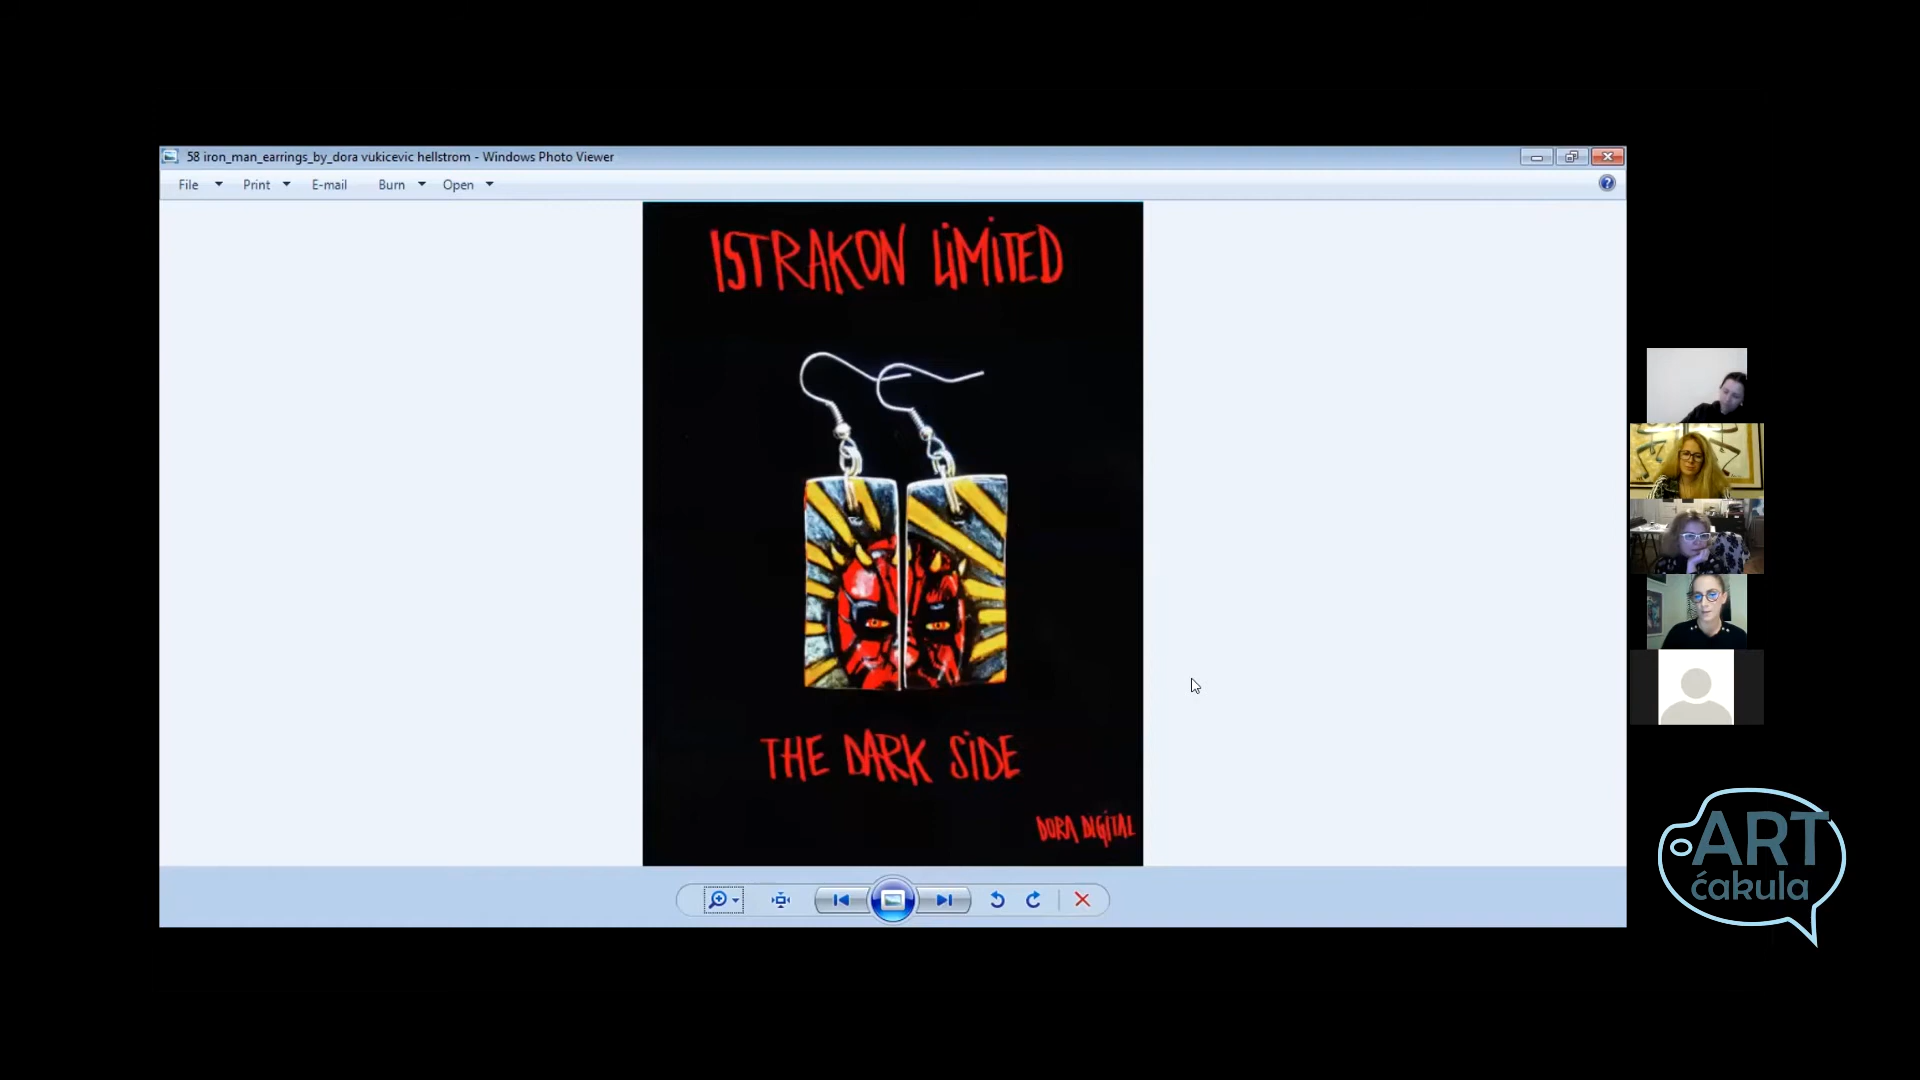 58 iron_man_earrings_by_dora vukicevic hellstrom - Windows Photo Viewer
File Print E-mail Burn Open
ISTRAKON LIMITED
THE DARK SIDE
DORA DIGITAL
ART
ćakula